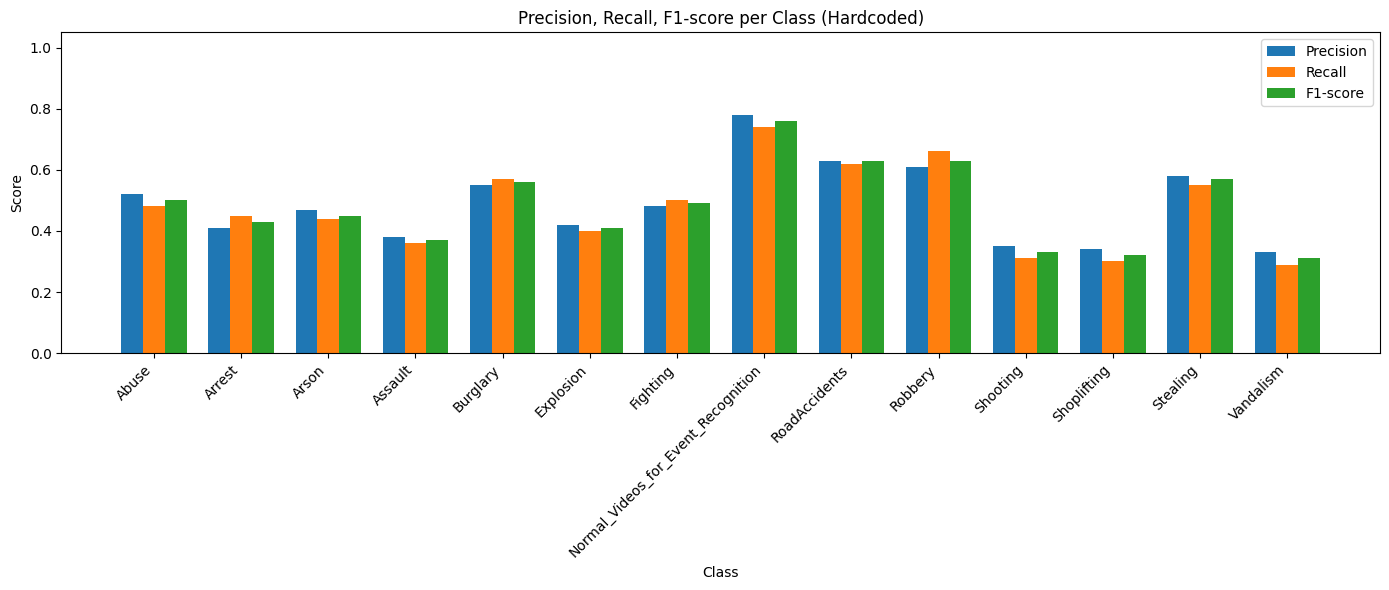 Precision, Recall, F1-score per Class (Hardcoded)
Precision
Recall
F1-score
Score
1.0
0.8
0.6
0.4
0.2
0.0
Abuse
Arrest
Arson
Assault
Burglary
Explosion
Fighting
Normal_Videos_for_Event_Recognition
RoadAccidents
Robbery
Shooting
Shoplifting
Stealing
Vandalism
Class